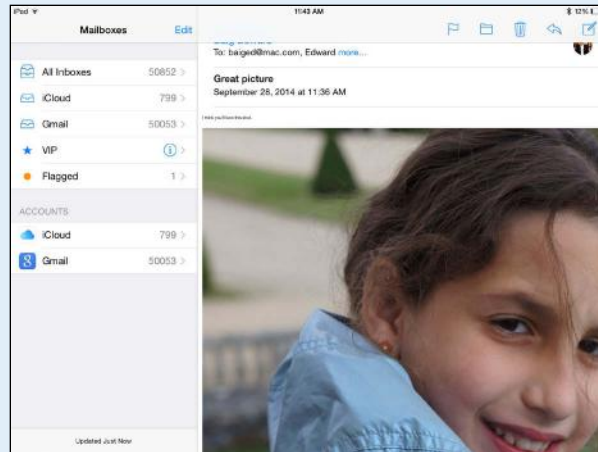 iPad
11:43 AM
12%
Mailboxes
Edit
All Inboxes 50852
iCloud 799
Gmail 50053
VIP
Flagged 1
ACCOUNTS
iCloud 799
Gmail 50053
Updated Just Now
To: baiged@mac.com, Edward more...
Great picture
September 28, 2014 at 11:36 AM